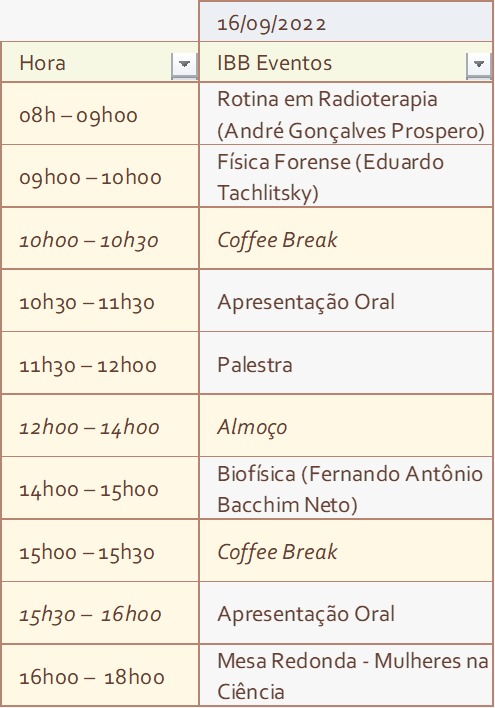 16/09/2022
Hora IBB Eventos
08h – 09h00 Rotina em Radioterapia
(André Gonçalves Prospero)
09h00 – 10h00 Física Forense (Eduardo
Tachlitsky)
10h00 – 10h30 Coffee Break
10h30 – 11h30 Apresentação Oral
11h30 – 12h00 Palestra
12h00 – 14h00 Almoço
14h00 – 15h00 Biofísica (Fernando Antônio
Bacchim Neto)
15h00 – 15h30 Coffee Break
15h30 – 16h00 Apresentação Oral
16h00 – 18h00 Mesa Redonda - Mulheres na
Ciência